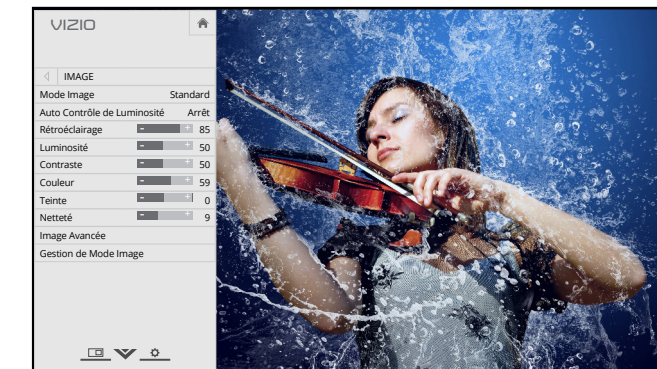 VIZIO
IMAGE
Mode Image Standard
Auto Contrôle de Luminosité Arrêt
Rétroéclairage - + 85
Luminosité - + 50
Contraste - + 50
Couleur - + 59
Teinte - + 0
Netteté - + 9
Image Avancée
Gestion de Mode Image